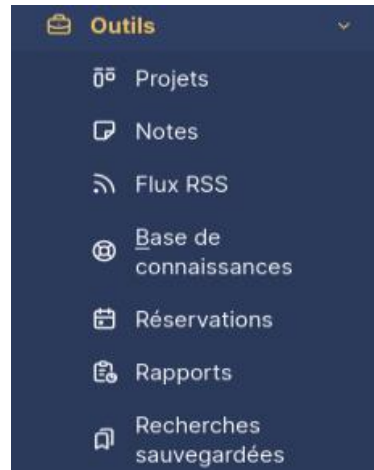 Outils
Projets
Notes
Flux RSS
Base de
connaissances
Réservations
Rapports
Recherches
sauvegardées